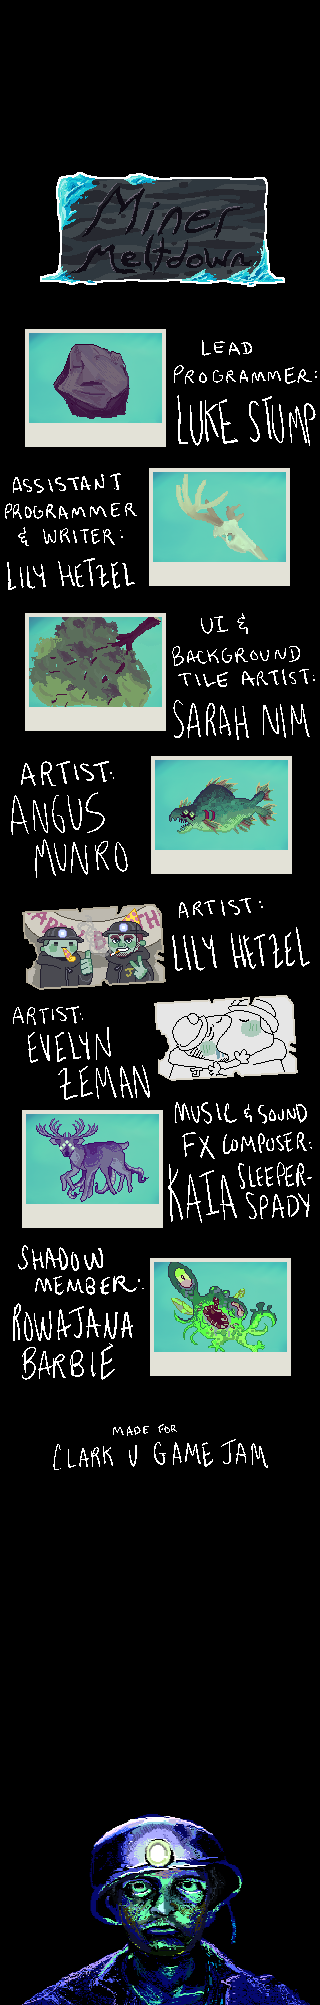 Miner
Meltdown
LEAD
PROGRAMMER:
LUKE STUMP
ASSISTANT
PROGRAMMER
& WRITER:
LILY HETZEL
UI &
BACKGROUND
TILE ARTIST:
SARAH NIM
ARTIST:
ANGUS
MUNRO
ARTIST:
LILY HETZEL
ARTIST:
EVELYN
ZEMAN
MUSIC & SOUND
FX COMPOSER:
KAIA SLEEPER-
SPADY
SHADOW
MEMBER:
ROWAJANA
BARBIE
MADE FOR
CLARK U GAME JAM